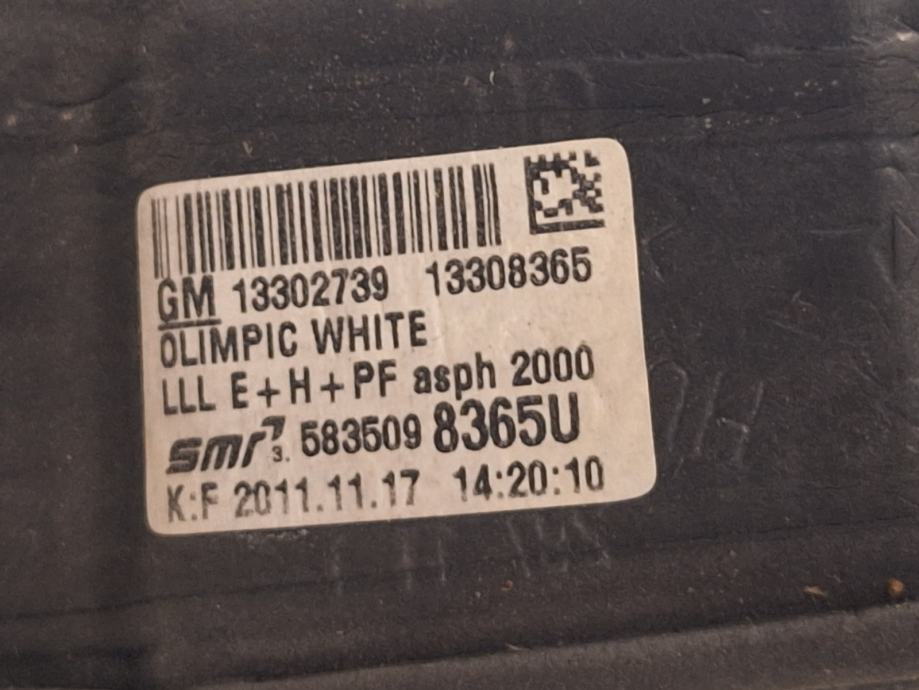 GM 13302739 13308365
OLIMPIC WHITE
LLL E+H+PF asph 2000
smr 3. 583509 8365U
K:F 2011.11.17 14:20:10